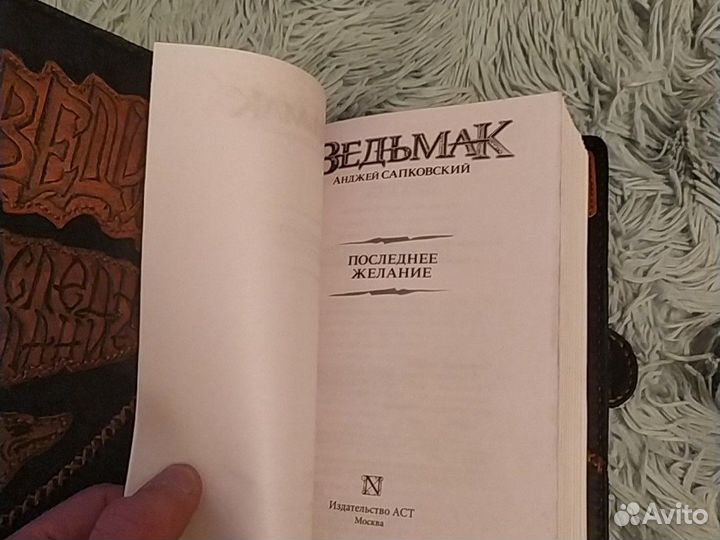 ВЕДЬМАК
АНДЖЕЙ САПКОВСКИЙ
ПОСЛЕДНЕЕ
ЖЕЛАНИЕ
Издательство АСТ
Москва
Avito